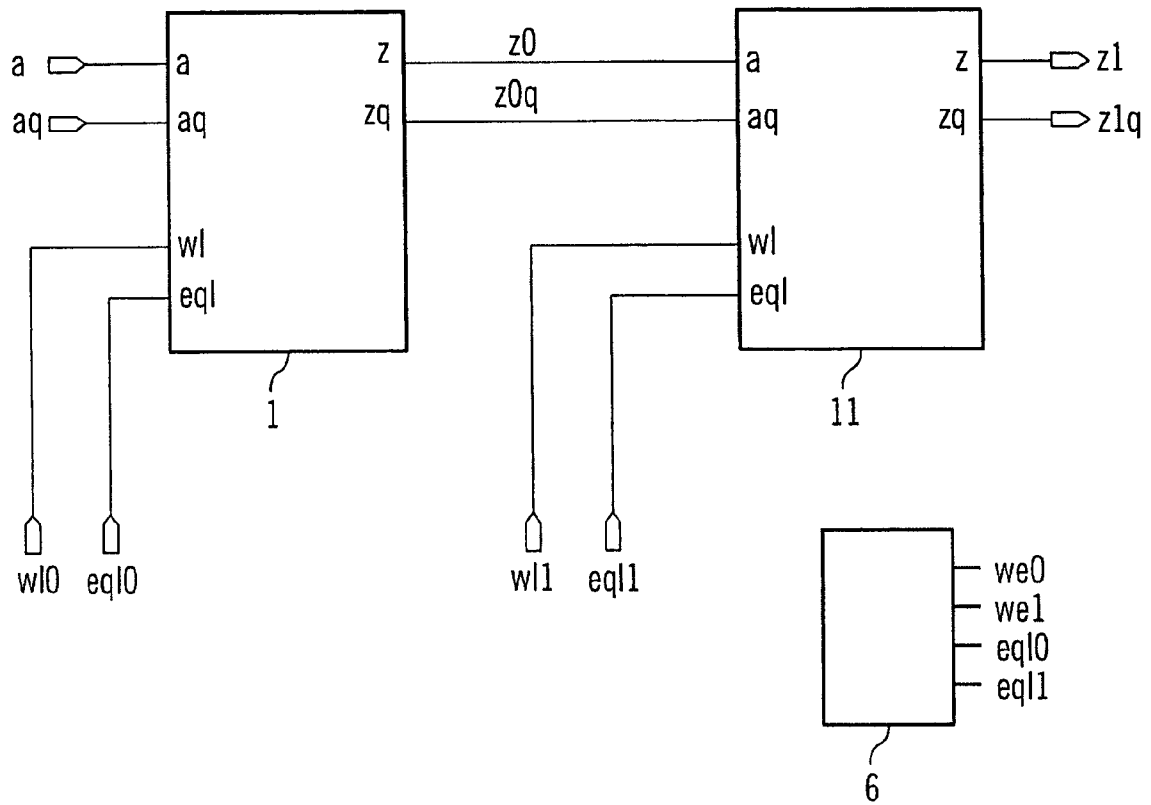 a a z z0 a z z1
aq aq zq z0q aq zq z1q
wl wl
eql eql
1 11
wl0 eql0 wl1 eql1
we0
we1
eql0
eql1
6